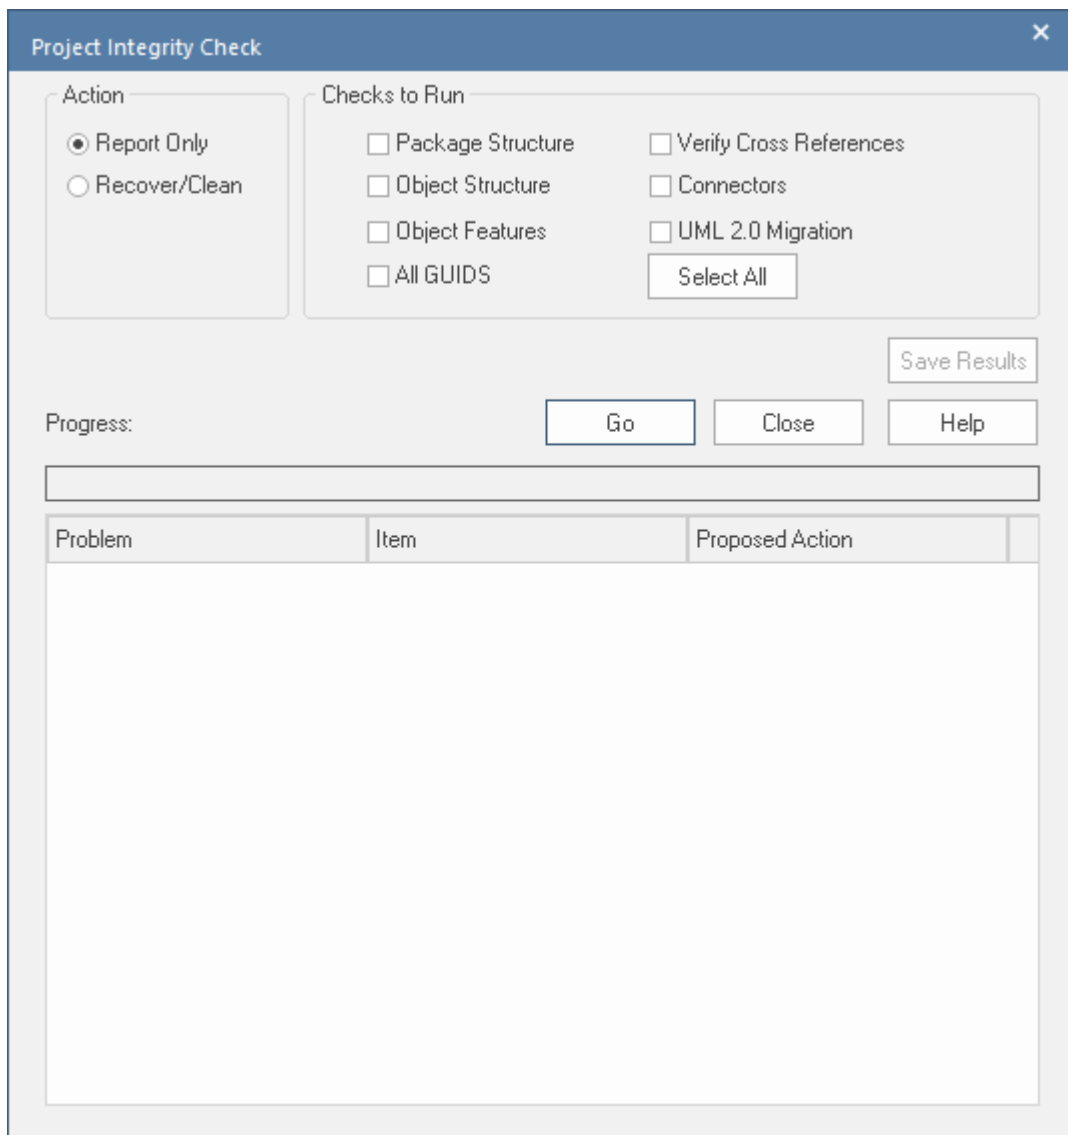 Project Integrity Check
Action
Report Only
Recover/Clean
Checks to Run
Package Structure
Verify Cross References
Object Structure
Connectors
Object Features
UML 2.0 Migration
All GUIDS
Select All
Save Results
Progress:
Go
Close
Help
Problem
Item
Proposed Action